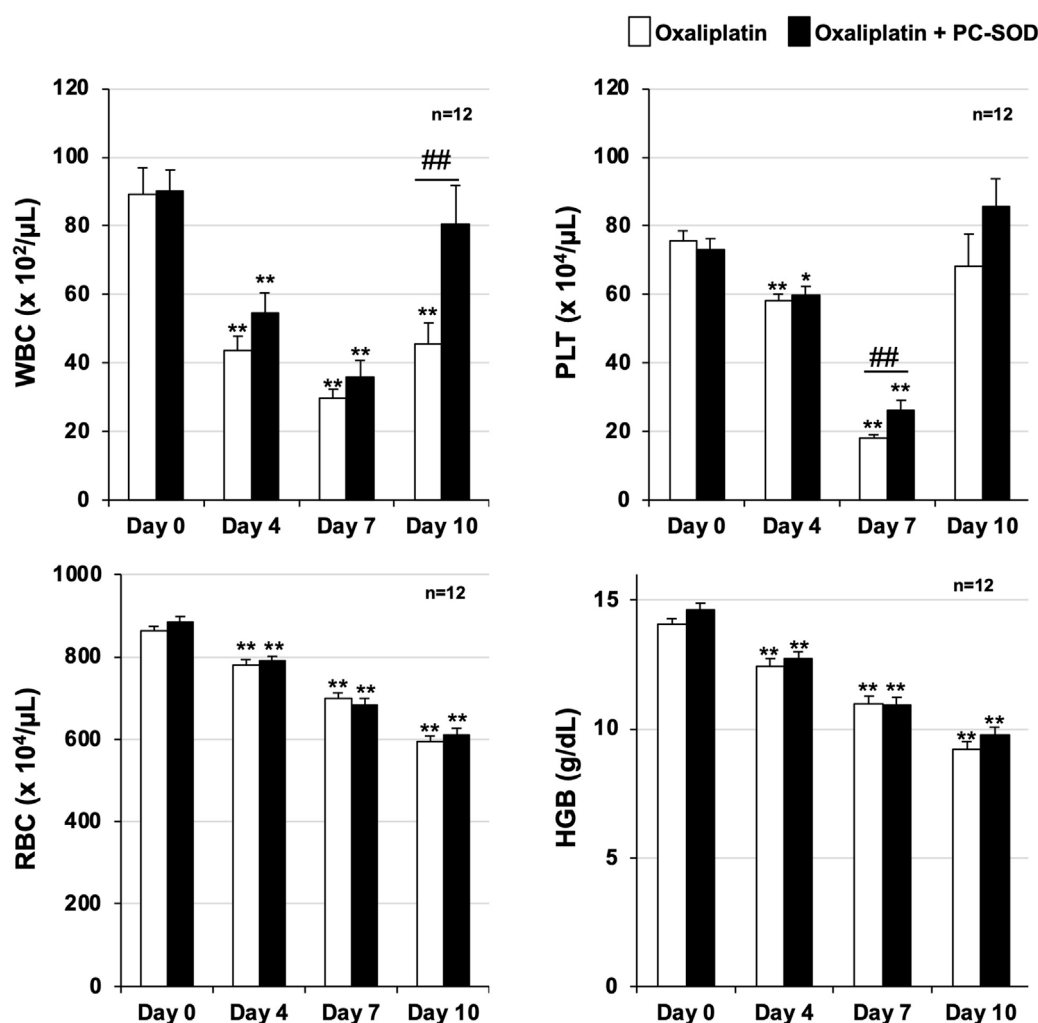 Oxaliplatin
Oxaliplatin + PC-SOD
WBC (x 10²/µL)
120
100
80
60
40
20
0
n=12
##
**
**
**
**
**
Day 0
Day 4
Day 7
Day 10
PLT (x 10⁴/µL)
120
100
80
60
40
20
0
n=12
**
*
##
**
**
Day 0
Day 4
Day 7
Day 10
RBC (x 10⁴/µL)
1000
800
600
400
200
0
n=12
**
**
**
**
**
**
Day 0
Day 4
Day 7
Day 10
HGB (g/dL)
15
10
5
0
n=12
**
**
**
**
**
**
Day 0
Day 4
Day 7
Day 10